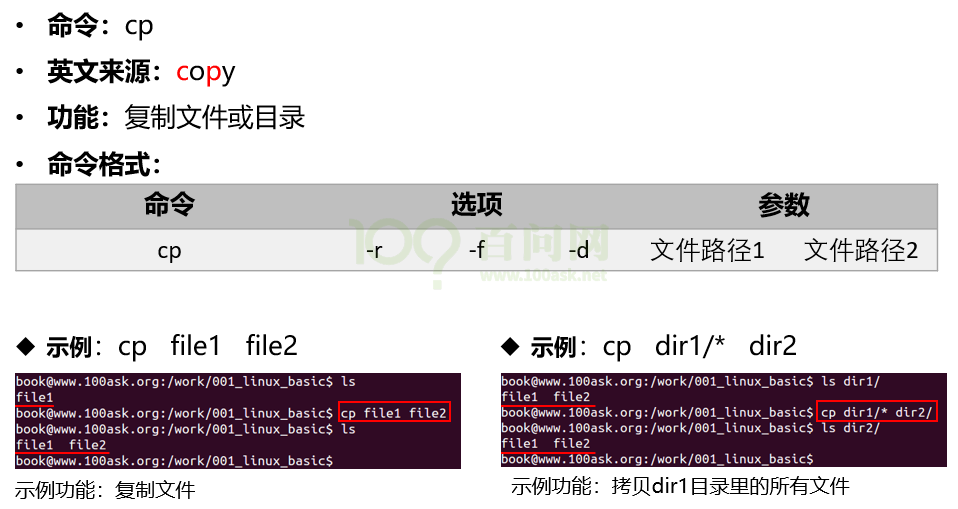 • 命令：cp
• 英文来源：copy
• 功能：复制文件或目录
• 命令格式：
命令 选项 参数
cp -r -f -d 文件路径1 文件路径2
100?百问网
www.100ask.net
◆ 示例：cp file1 file2
book@www.100ask.org:/work/001_linux_basic$ ls
file1
book@www.100ask.org:/work/001_linux_basic$ cp file1 file2
book@www.100ask.org:/work/001_linux_basic$ ls
file1 file2
book@www.100ask.org:/work/001_linux_basic$
示例功能：复制文件
◆ 示例：cp dir1/* dir2
book@www.100ask.org:/work/001_linux_basic$ ls dir1/
file1 file2
book@www.100ask.org:/work/001_linux_basic$ cp dir1/* dir2/
book@www.100ask.org:/work/001_linux_basic$ ls dir2/
file1 file2
book@www.100ask.org:/work/001_linux_basic$
示例功能：拷贝dir1目录里的所有文件